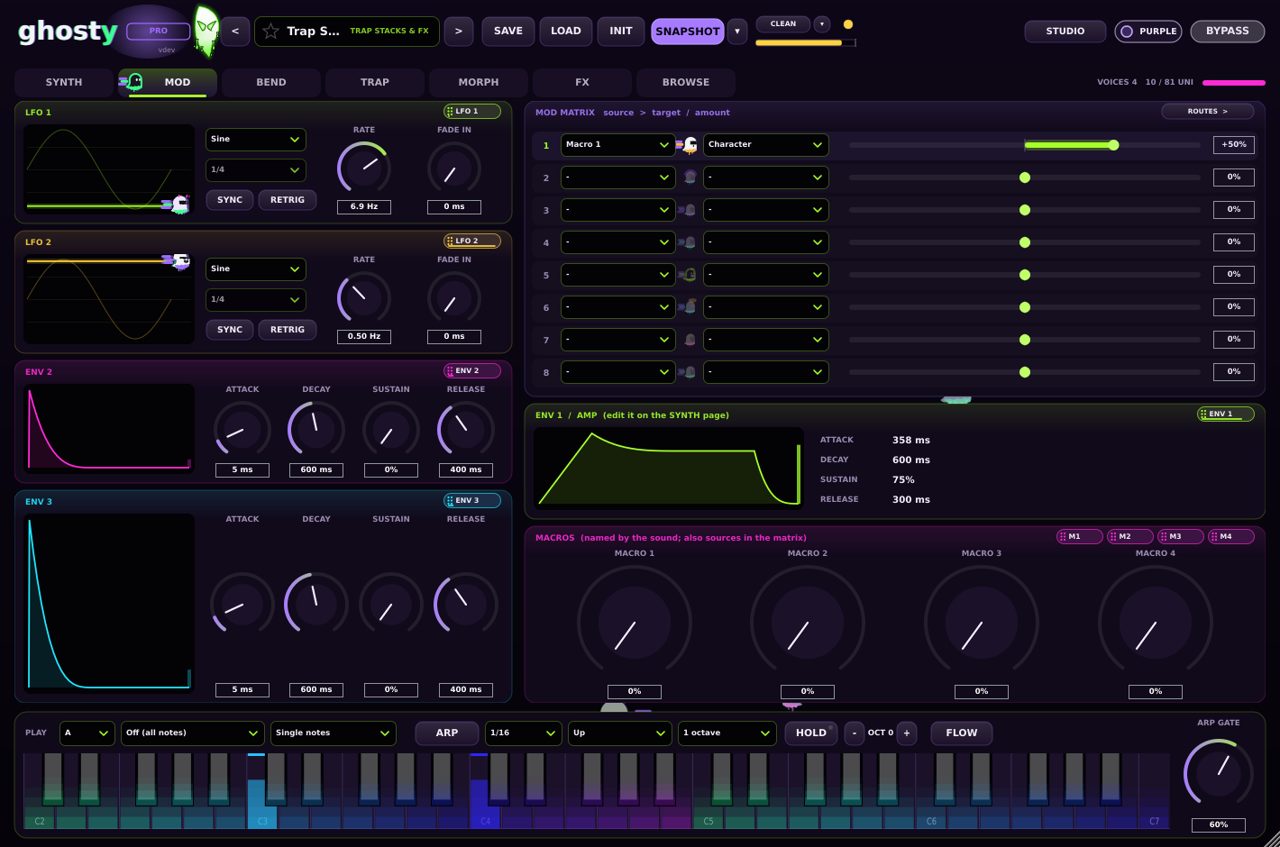 ghosty PRO vdev < Trap S... TRAP STACKS & FX > SAVE LOAD INIT SNAPSHOT CLEAN STUDIO PURPLE BYPASS
SYNTH MOD BEND TRAP MORPH FX BROWSE VOICES 4 10 / 81 UNI
LFO 1 LFO 1
Sine
1/4
SYNC RETRIG
RATE FADE IN
6.9 Hz 0 ms
LFO 2 LFO 2
Sine
1/4
SYNC RETRIG
RATE FADE IN
0.50 Hz 0 ms
ENV 2 ENV 2
ATTACK DECAY SUSTAIN RELEASE
5 ms 600 ms 0% 400 ms
ENV 3 ENV 3
ATTACK DECAY SUSTAIN RELEASE
5 ms 600 ms 0% 400 ms
MOD MATRIX source > target / amount ROUTES >
1 Macro 1 Character +50%
2 - - 0%
3 - - 0%
4 - - 0%
5 - - 0%
6 - - 0%
7 - - 0%
8 - - 0%
ENV 1 / AMP (edit it on the SYNTH page) ENV 1
ATTACK 358 ms
DECAY 600 ms
SUSTAIN 75%
RELEASE 300 ms
MACROS (named by the sound; also sources in the matrix) M1 M2 M3 M4
MACRO 1 MACRO 2 MACRO 3 MACRO 4
0% 0% 0% 0%
PLAY A Off (all notes) Single notes ARP 1/16 Up 1 octave HOLD - OCT 0 + FLOW
ARP GATE
60%
C2 C3 C4 C5 C6 C7